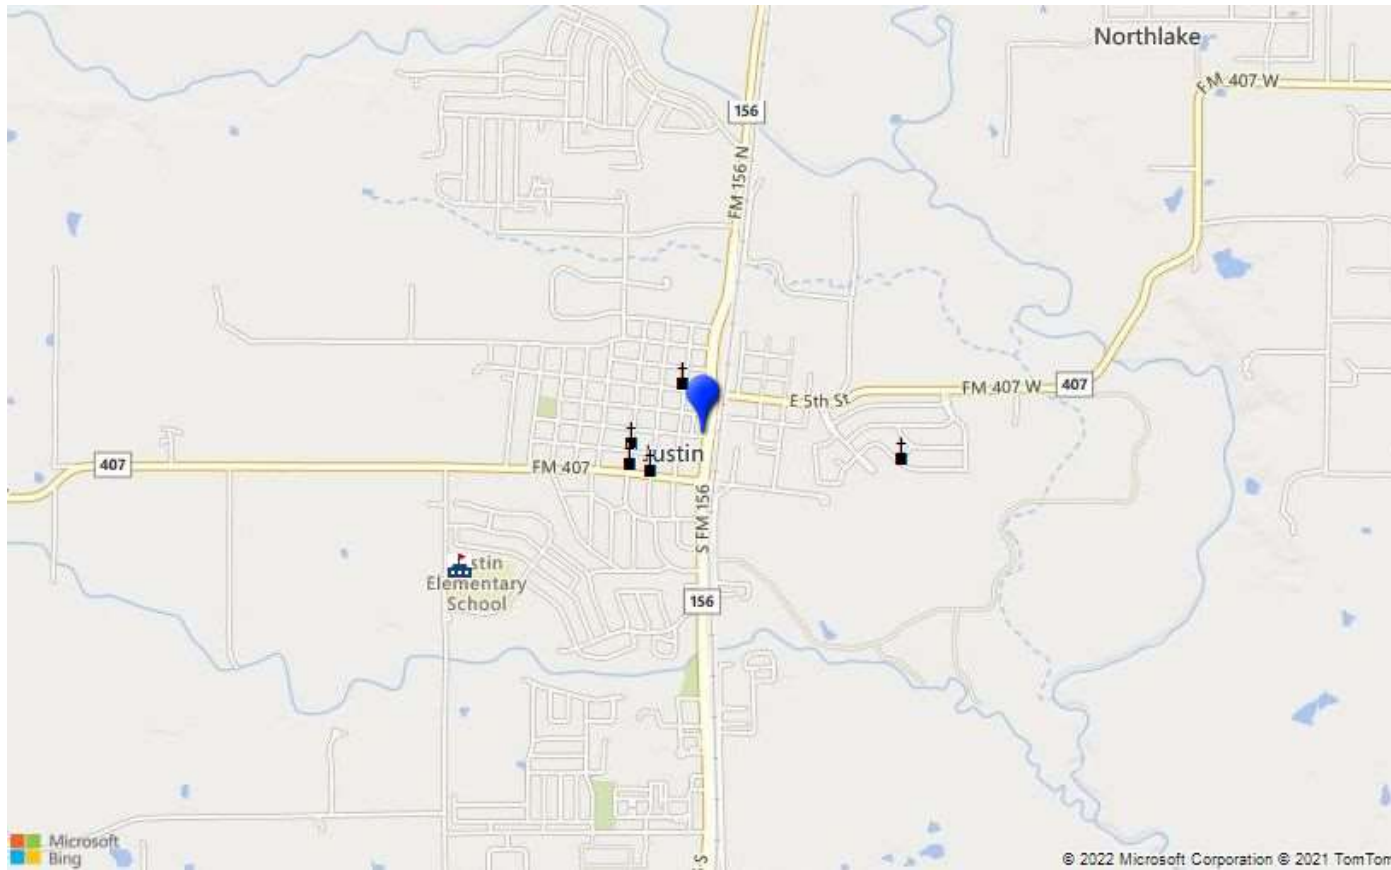 Northlake
FM 407 W
156
FM 156 N
E 5th St
FM 407 W
407
Justin
407
FM 407
S FM 156
stin
Elementary
School
156
Microsoft
Bing
S
© 2022 Microsoft Corporation © 2021 TomTom